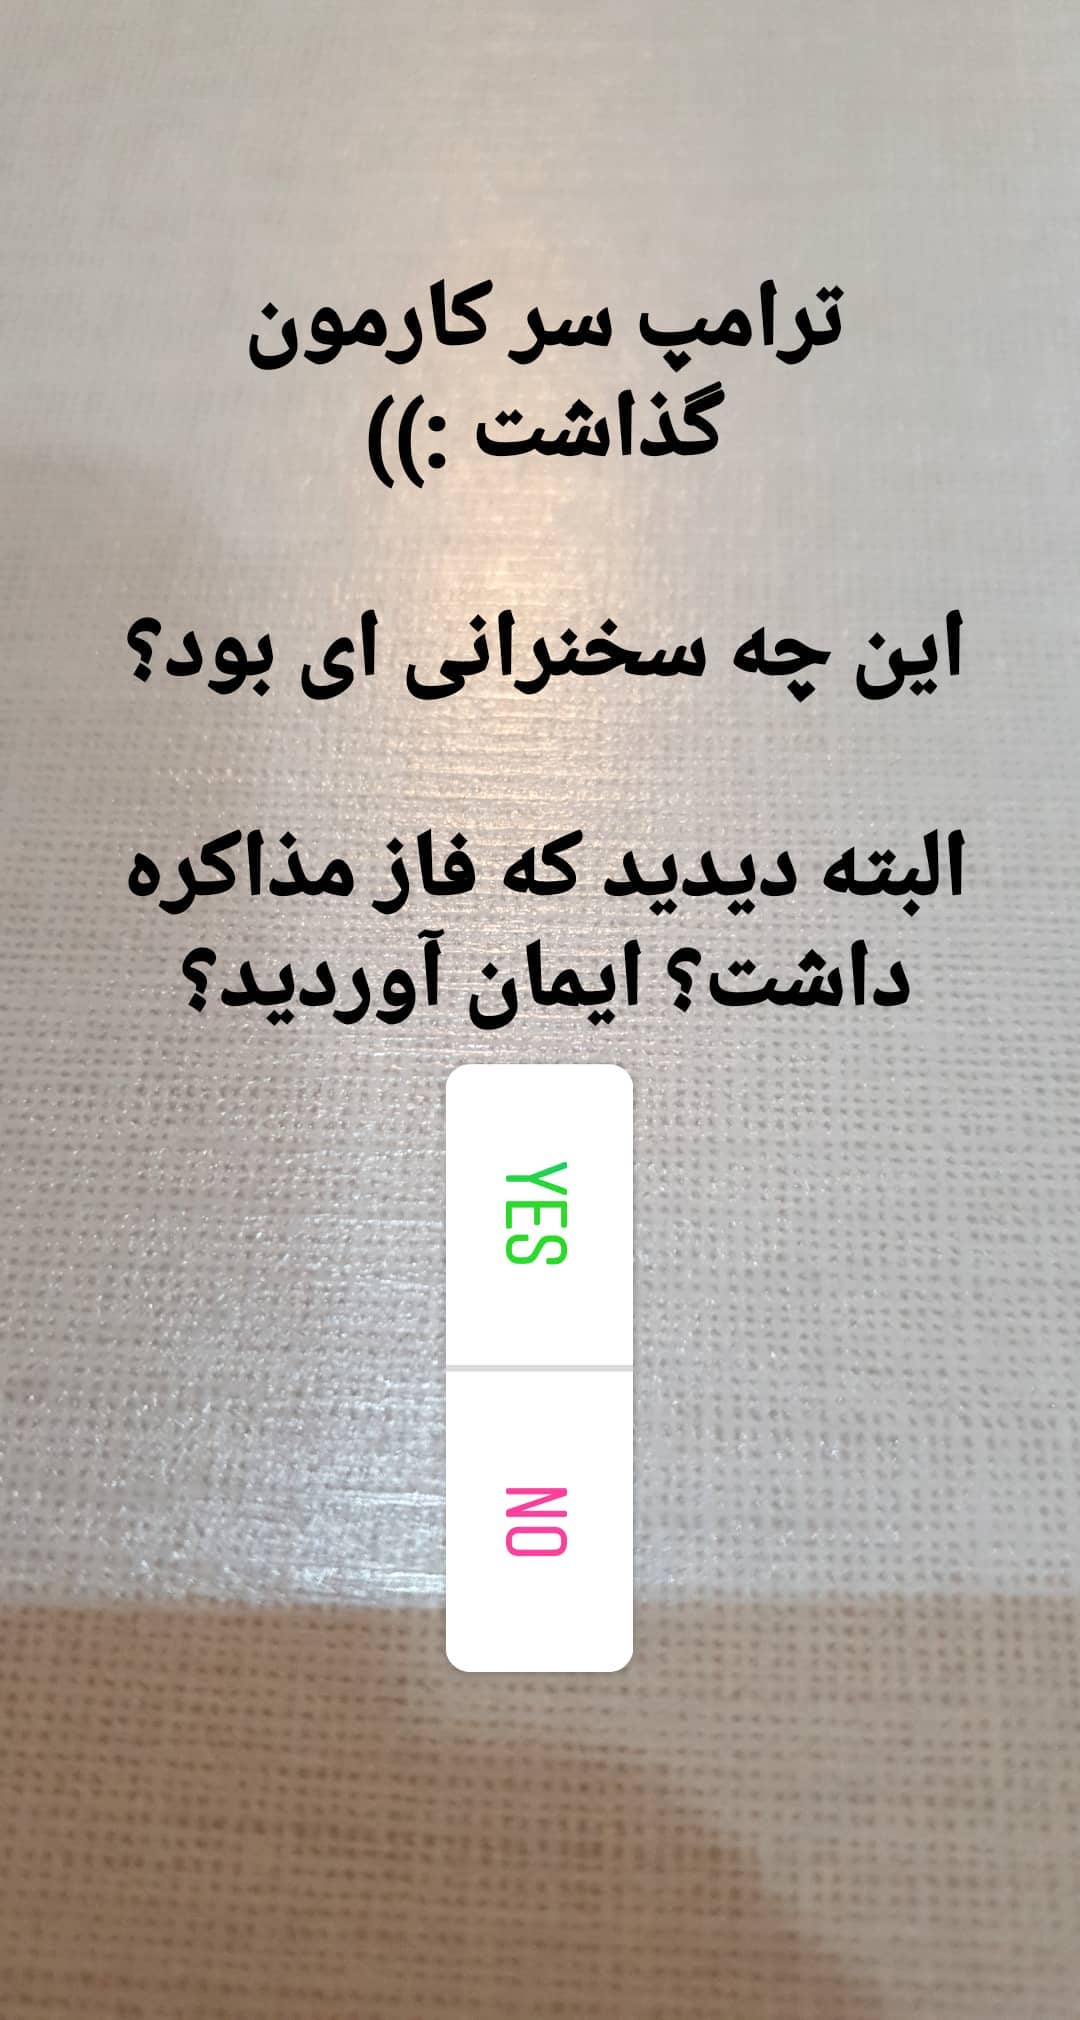 ترامپ سر کارمون
گذاشت :))
این چه سخنرانی ای بود؟
البته دیدید که فاز مذاکره
داشت؟ ایمان آوردید؟
YES
NO